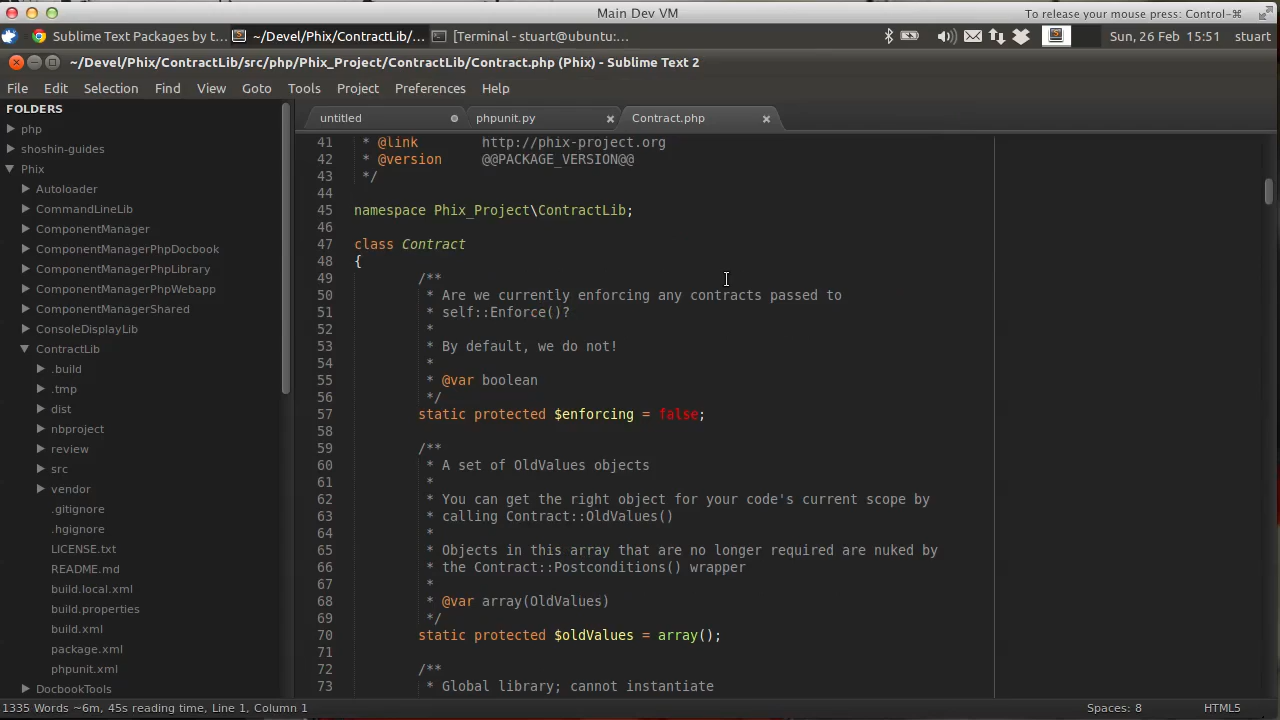 Main Dev VM
To release your mouse press: Control-⌘
Sublime Text Packages by t...
~/Devel/Phix/ContractLib/...
[Terminal - stuart@ubuntu:...
Sun, 26 Feb 15:51 stuart
~/Devel/Phix/ContractLib/src/php/Phix_Project/ContractLib/Contract.php (Phix) - Sublime Text 2
File Edit Selection Find View Goto Tools Project Preferences Help
FOLDERS
php
shoshin-guides
Phix
Autoloader
CommandLineLib
ComponentManager
ComponentManagerPhpDocbook
ComponentManagerPhpLibrary
ComponentManagerPhpWebapp
ComponentManagerShared
ConsoleDisplayLib
ContractLib
.build
.tmp
dist
nbproject
review
src
vendor
.gitignore
.hgignore
LICENSE.txt
README.md
build.local.xml
build.properties
build.xml
package.xml
phpunit.xml
DocbookTools
untitled phpunit.py Contract.php
41 * @link http://phix-project.org
42 * @version @@PACKAGE_VERSION@@
43 */
44
45 namespace Phix_Project\ContractLib;
46
47 class Contract
48 {
49 /**
50 * Are we currently enforcing any contracts passed to
51 * self::Enforce()?
52 *
53 * By default, we do not!
54 *
55 * @var boolean
56 */
57 static protected $enforcing = false;
58
59 /**
60 * A set of OldValues objects
61 *
62 * You can get the right object for your code's current scope by
63 * calling Contract::OldValues()
64 *
65 * Objects in this array that are no longer required are nuked by
66 * the Contract::Postconditions() wrapper
67 *
68 * @var array(OldValues)
69 */
70 static protected $oldValues = array();
71
72 /**
73 * Global library; cannot instantiate
1335 Words ~6m, 45s reading time, Line 1, Column 1
Spaces: 8
HTML5